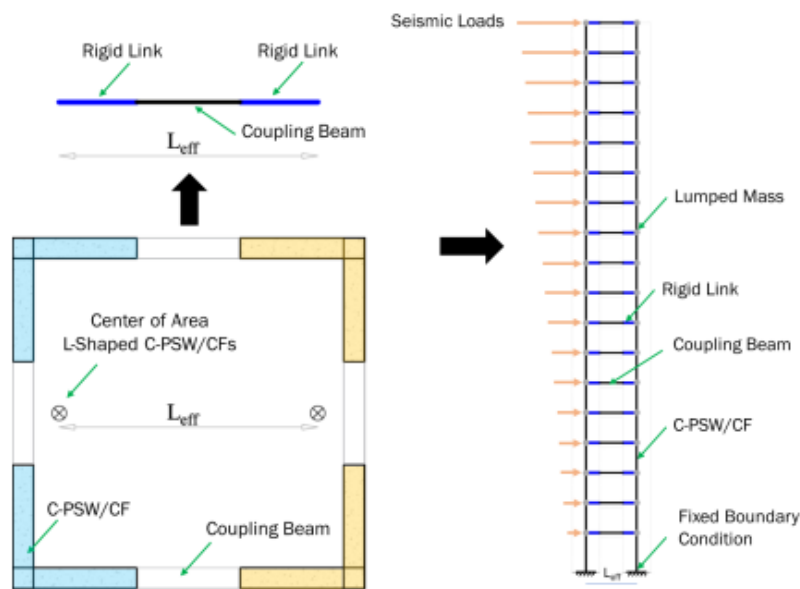 Rigid Link
Rigid Link
Coupling Beam
Leff
Center of Area
L-Shaped C-PSW/CFs
Leff
C-PSW/CF
Coupling Beam
Seismic Loads
Lumped Mass
Rigid Link
Coupling Beam
C-PSW/CF
Fixed Boundary
Condition
Leff